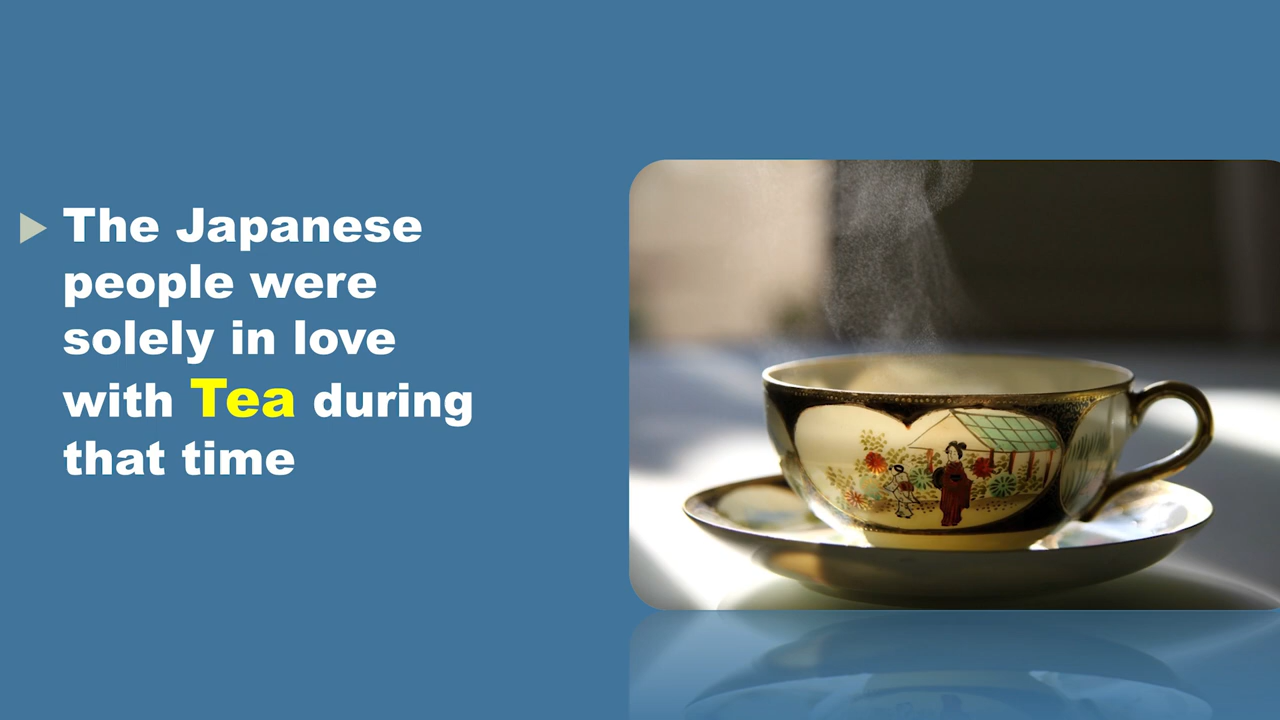 The Japanese
people were
solely in love
with Tea during
that time